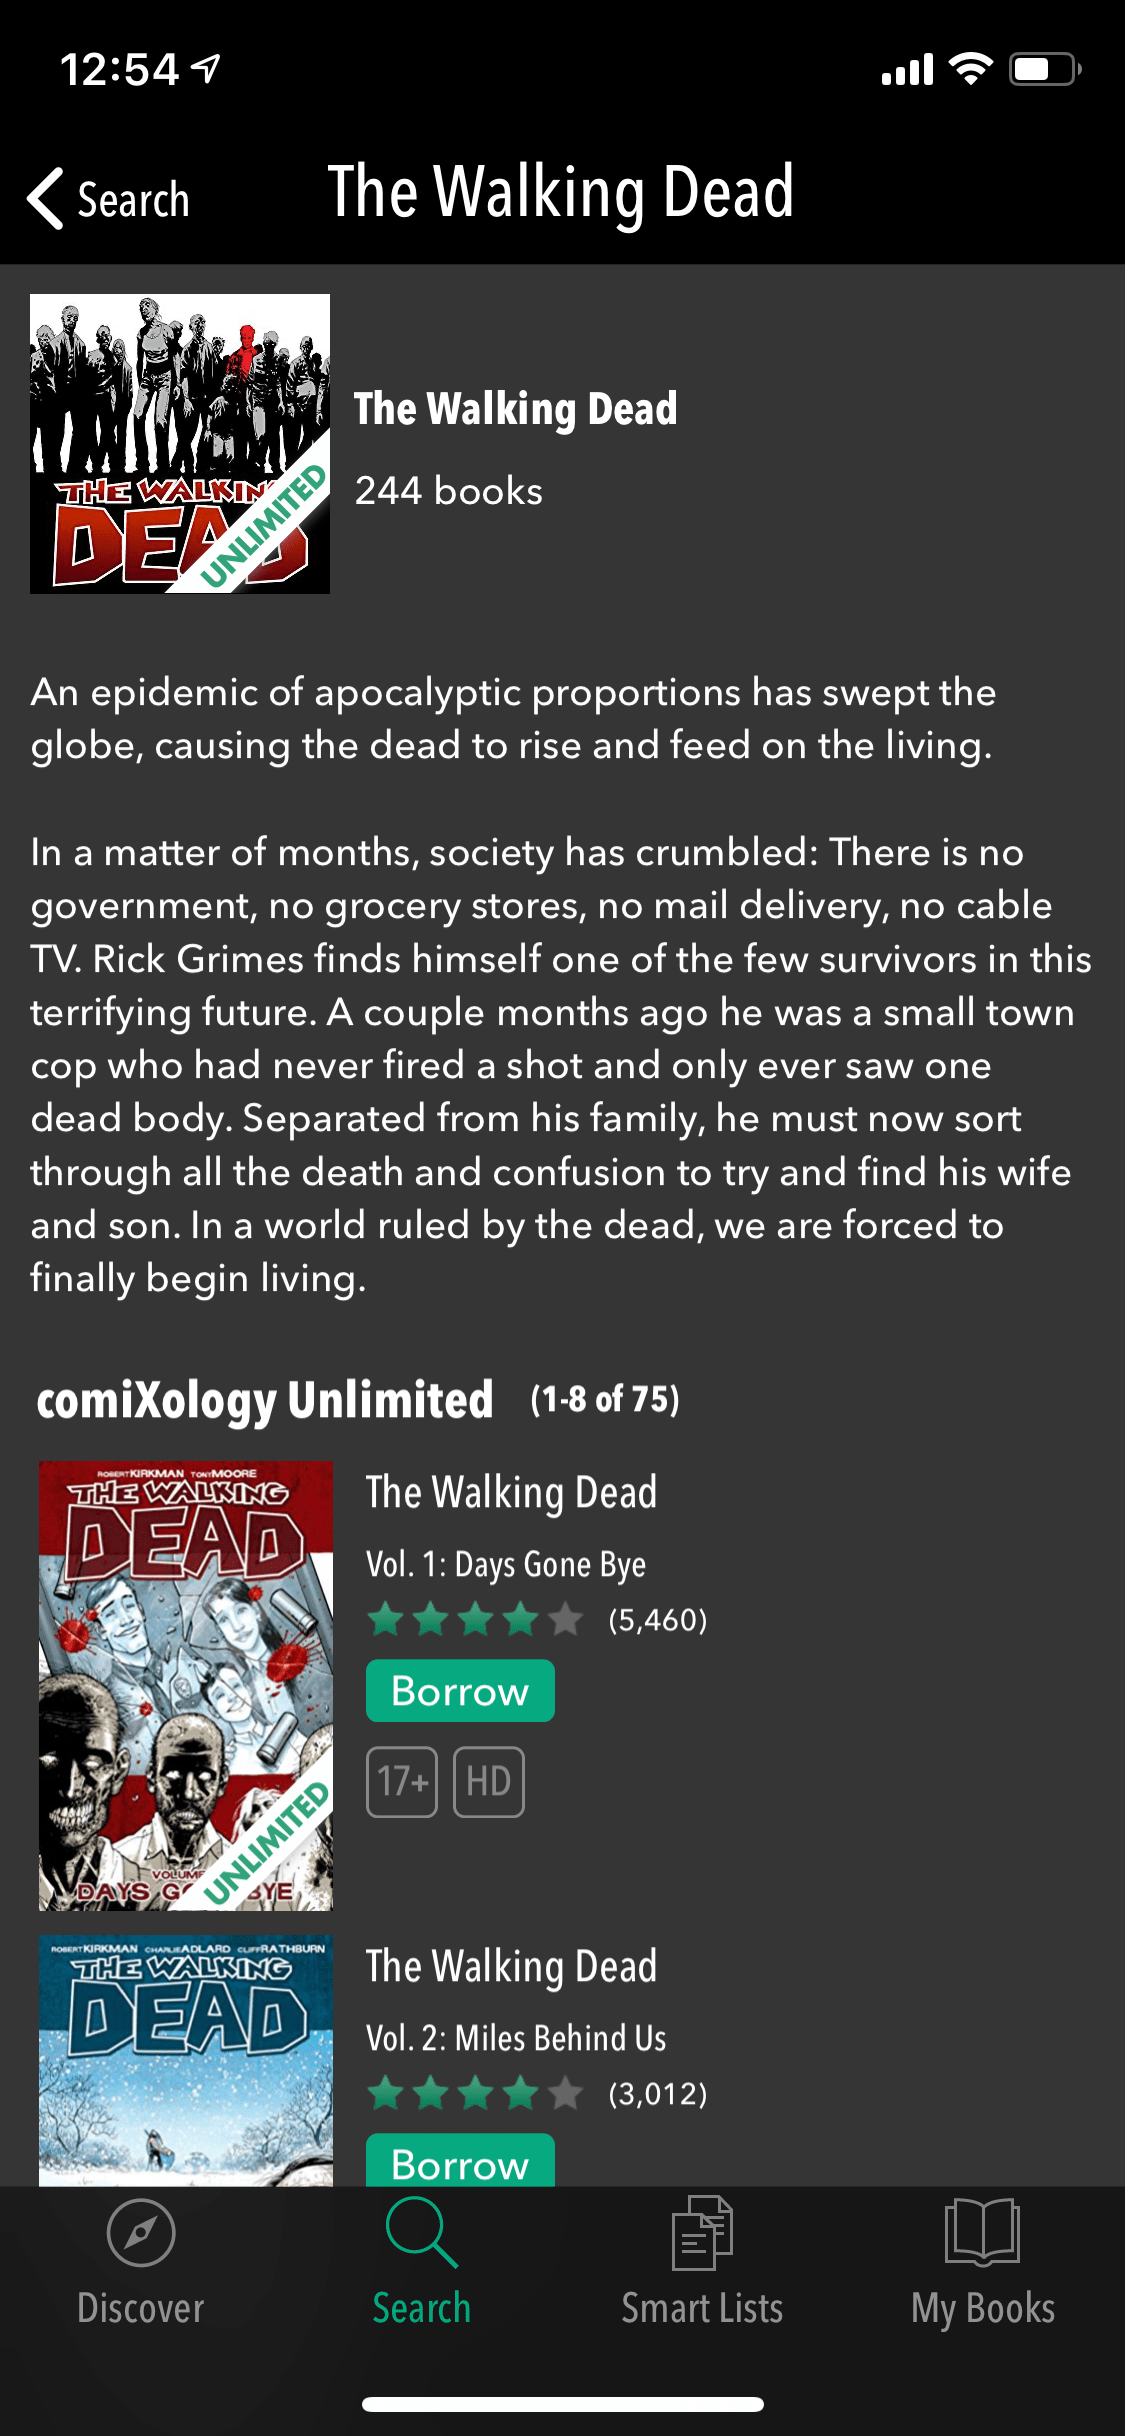 12:54
Search
The Walking Dead
THE WALKIN
DEAD
UNLIMITED
The Walking Dead
244 books
An epidemic of apocalyptic proportions has swept the
globe, causing the dead to rise and feed on the living.
In a matter of months, society has crumbled: There is no
government, no grocery stores, no mail delivery, no cable
TV. Rick Grimes finds himself one of the few survivors in this
terrifying future. A couple months ago he was a small town
cop who had never fired a shot and only ever saw one
dead body. Separated from his family, he must now sort
through all the death and confusion to try and find his wife
and son. In a world ruled by the dead, we are forced to
finally begin living.
comiXology Unlimited (1-8 of 75)
ROBERT KIRKMAN TONY MOORE
THE WALKING
DEAD
VOLUME
DAYS GO BYE
UNLIMITED
The Walking Dead
Vol. 1: Days Gone Bye
(5,460)
Borrow
17+ HD
ROBERT KIRKMAN CHARLIE ADLARD CLIFF RATHBURN
THE WALKING
DEAD
The Walking Dead
Vol. 2: Miles Behind Us
(3,012)
Borrow
Discover
Search
Smart Lists
My Books